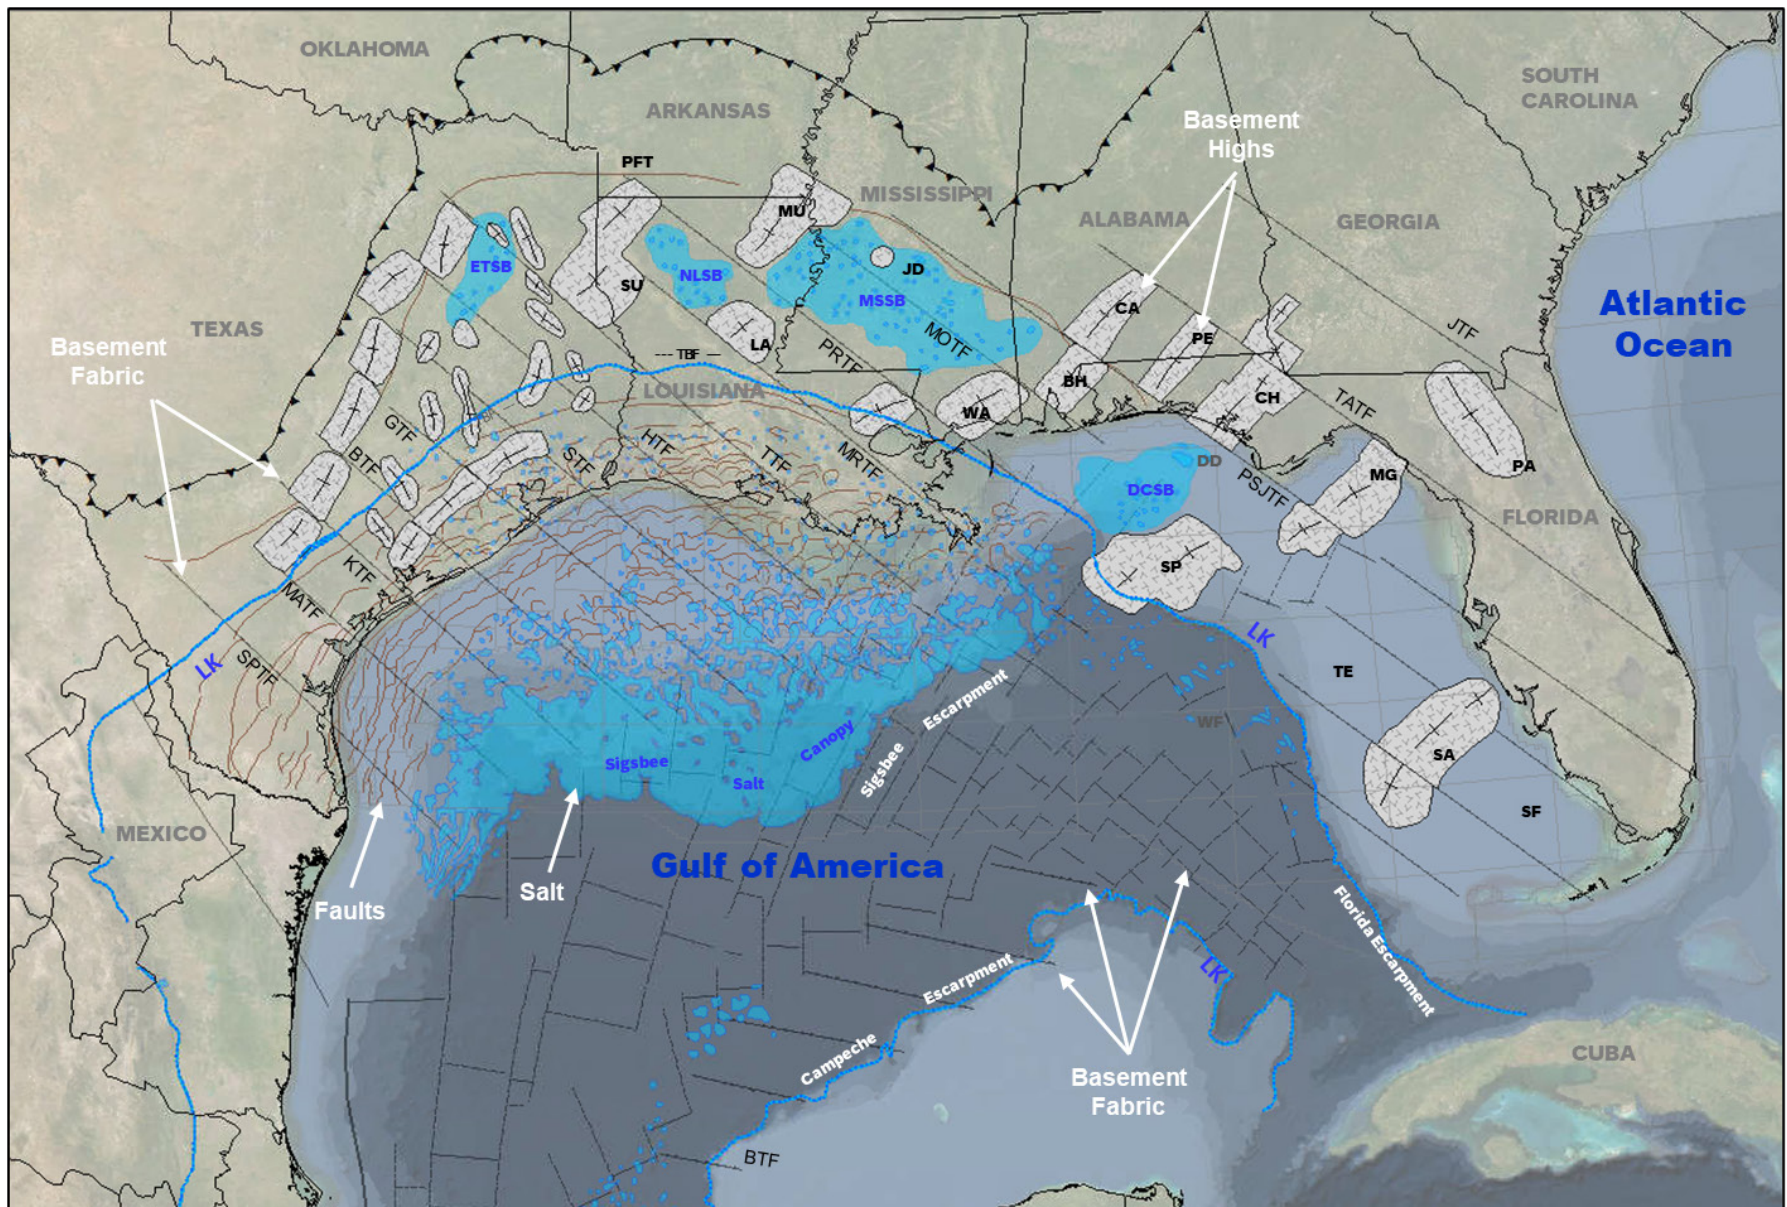 OKLAHOMA
SOUTH
CAROLINA
ARKANSAS
Basement
Highs
PFT
MISSISSIPPI
MU
ALABAMA
GEORGIA
ETSB
NLSB
JD
SU
MSSB
CA
Atlantic
Ocean
TEXAS
JTF
Basement
Fabric
LA
PRTF
MOTF
PE
TBF
LOUISIANA
BH
WA
CH
TATF
GTF
BTF
STF
HTF
TTF
MRTF
DD
PSJTF
MG
PA
DCSB
FLORIDA
KTF
SP
MATF
LK
SPTF
LK
TE
Escarpment
WF
Sigsbee
Sigsbee
Salt
Canopy
SA
SF
MEXICO
Gulf of America
Faults
Salt
Florida Escarpment
Escarpment
LK
Campeche
CUBA
Basement
Fabric
BTF